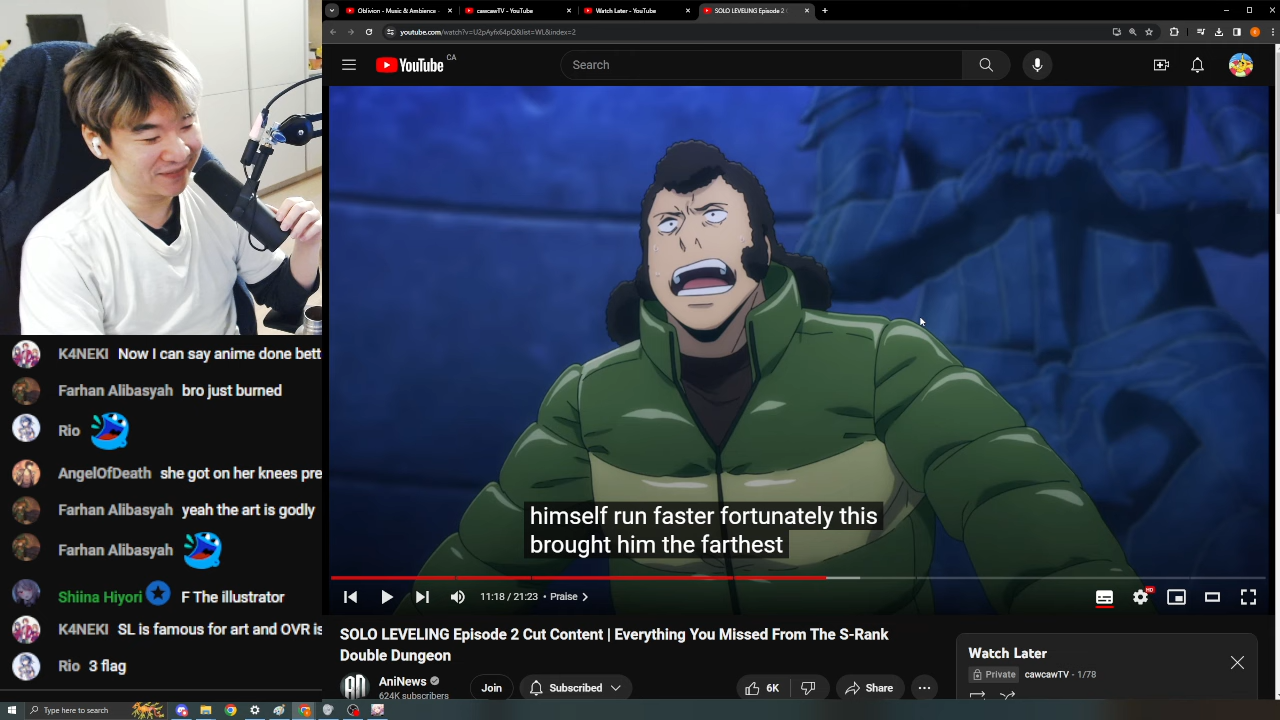 Oblivion - Music & Ambience -
cawcawTV - YouTube
Watch Later - YouTube
SOLO LEVELING Episode 2 C
youtube.com/watch?v=U2pAyfx64pQ&list=WL&index=2
YouTube CA
Search
K4NEKI Now I can say anime done bett
Farhan Alibasyah bro just burned
Rio
AngelOfDeath she got on her knees pre
Farhan Alibasyah yeah the art is godly
Farhan Alibasyah
Shiina Hiyori F The illustrator
K4NEKI SL is famous for art and OVR is
Rio 3 flag
himself run faster fortunately this
brought him the farthest
11:18 / 21:23 • Praise
HD
SOLO LEVELING Episode 2 Cut Content | Everything You Missed From The S-Rank
Double Dungeon
AN
AniNews
624K subscribers
Join
Subscribed
6K
Share
Watch Later
Private cawcawTV - 1/78
Type here to search